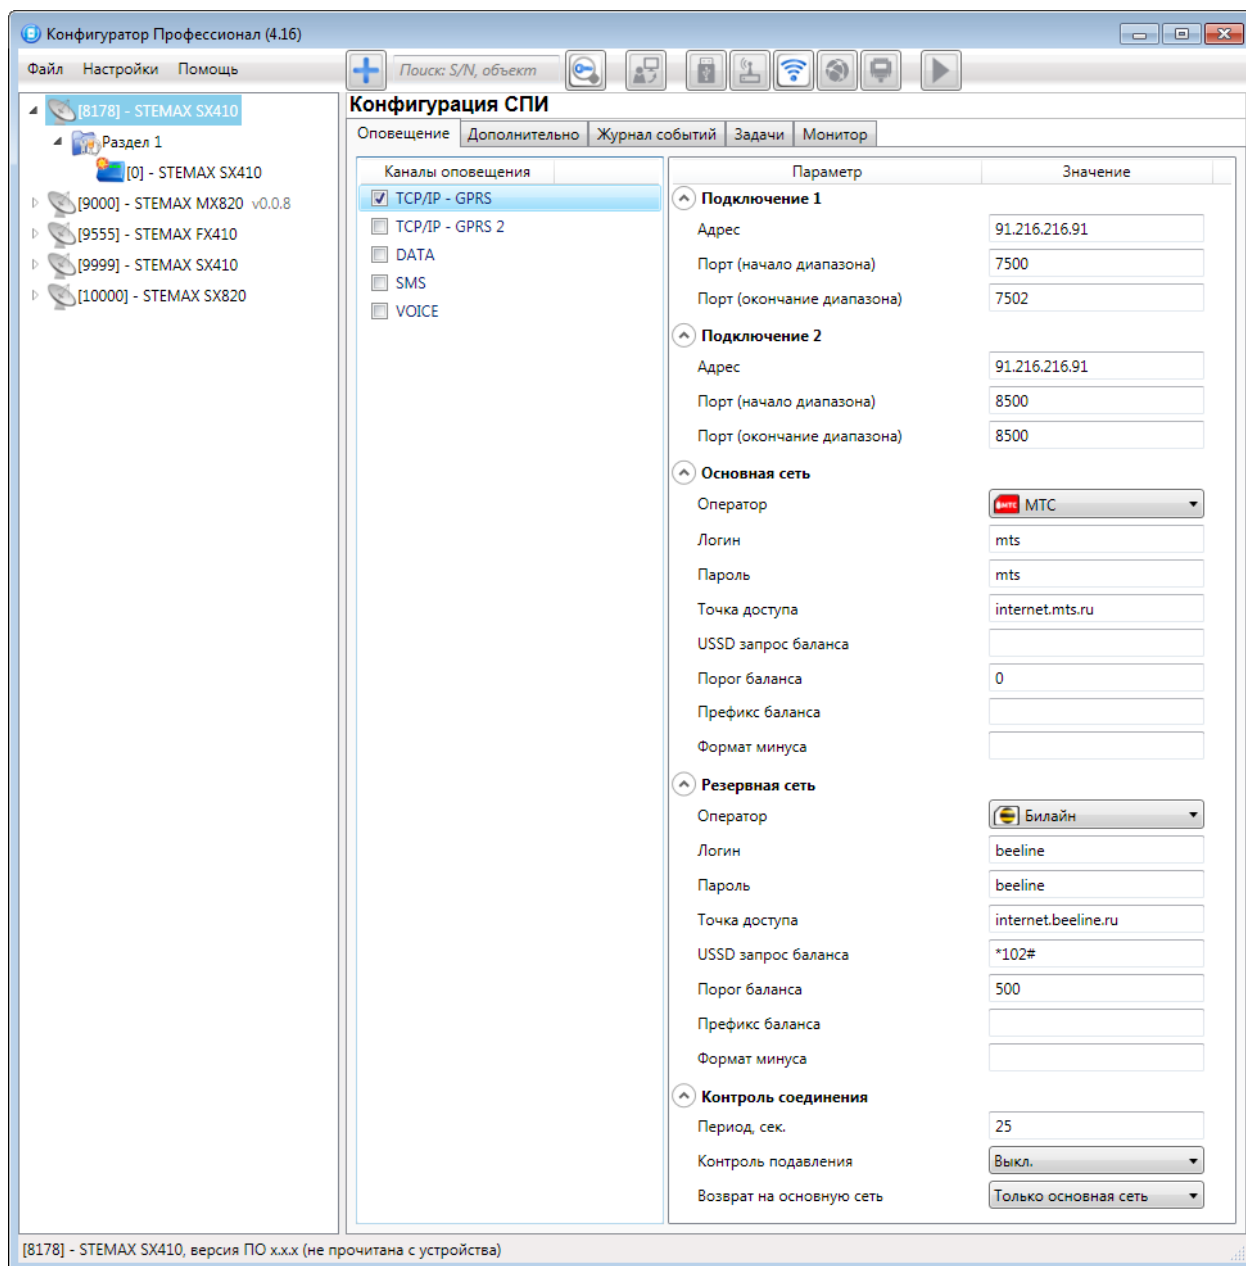 Конфигуратор Профессионал (4.16)
Файл Настройки Помощь
Поиск: S/N, объект
[8178] - STEMAX SX410
Раздел 1
[0] - STEMAX SX410
[9000] - STEMAX MX820 v0.0.8
[9555] - STEMAX FX410
[9999] - STEMAX SX410
[10000] - STEMAX SX820
Конфигурация СПИ
Оповещение Дополнительно Журнал событий Задачи Монитор
Каналы оповещения
TCP/IP - GPRS
TCP/IP - GPRS 2
DATA
SMS
VOICE
Параметр Значение
Подключение 1
Адрес 91.216.216.91
Порт (начало диапазона) 7500
Порт (окончание диапазона) 7502
Подключение 2
Адрес 91.216.216.91
Порт (начало диапазона) 8500
Порт (окончание диапазона) 8500
Основная сеть
Оператор МТС
Логин mts
Пароль mts
Точка доступа internet.mts.ru
USSD запрос баланса
Порог баланса 0
Префикс баланса
Формат минуса
Резервная сеть
Оператор Билайн
Логин beeline
Пароль beeline
Точка доступа internet.beeline.ru
USSD запрос баланса *102#
Порог баланса 500
Префикс баланса
Формат минуса
Контроль соединения
Период, сек. 25
Контроль подавления Выкл.
Возврат на основную сеть Только основная сеть
[8178] - STEMAX SX410, версия ПО x.x.x (не прочитана с устройства)